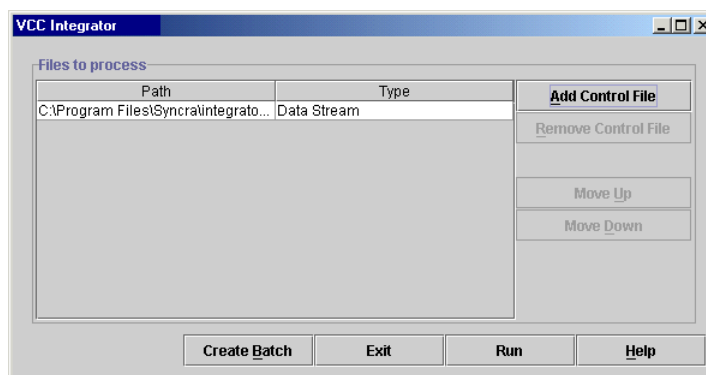 VCC Integrator
Files to process
Path Type
C:\Program Files\Syncra\integrato... Data Stream
Add Control File
Remove Control File
Move Up
Move Down
Create Batch Exit Run Help